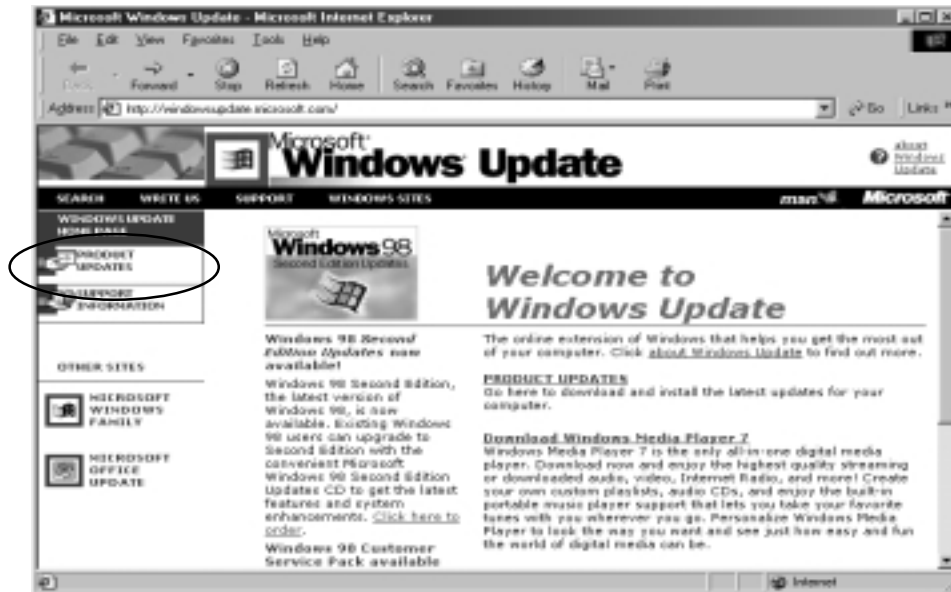 Microsoft Windows Update - Microsoft Internet Explorer
File Edit View Favorites Tools Help
Back Forward Stop Refresh Home Search Favorites History Mail Print
Address http://windowsupdate.microsoft.com/ Go Links »
Microsoft
Windows Update
about
Windows
Update
SEARCH WRITE US SUPPORT WINDOWS SITES msn Microsoft
WINDOWS UPDATE
HOME PAGE
PRODUCT
UPDATES
SUPPORT
INFORMATION
OTHER SITES
MICROSOFT
WINDOWS
FAMILY
MICROSOFT
OFFICE
UPDATE
Microsoft
Windows 98
Second Edition Updates
Windows 98 Second
Edition Updates now
available!
Windows 98 Second Edition,
the latest version of
Windows 98, is now
available. Existing Windows
98 users can upgrade to
Second Edition with the
convenient Microsoft
Windows 98 Second Edition
Updates CD to get the latest
features and system
enhancements. Click here to
order.
Windows 98 Customer
Service Pack available
Welcome to
Windows Update
The online extension of Windows that helps you get the most out
of your computer. Click about Windows Update to find out more.
PRODUCT UPDATES
Go here to download and install the latest updates for your
computer.
Download Windows Media Player 7
Windows Media Player 7 is the only all-in-one digital media
player. Download now and enjoy the highest quality streaming
or downloaded audio, video, Internet Radio, and more! Create
your own custom playlists, audio CDs, and enjoy the built-in
portable music player support that lets you take your favorite
tunes with you wherever you go. Personalize Windows Media
Player to look the way you want and see just how easy and fun
the world of digital media can be.
Internet